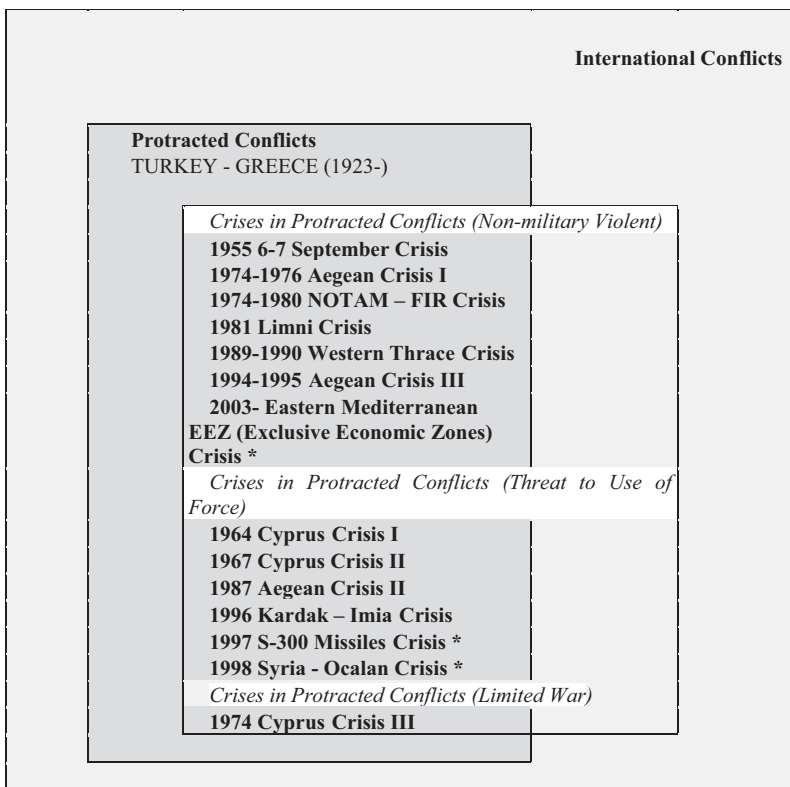 International Conflicts
Protracted Conflicts
TURKEY - GREECE (1923-)
Crises in Protracted Conflicts (Non-military Violent)
1955 6-7 September Crisis
1974-1976 Aegean Crisis I
1974-1980 NOTAM – FIR Crisis
1981 Limni Crisis
1989-1990 Western Thrace Crisis
1994-1995 Aegean Crisis III
2003- Eastern Mediterranean
EEZ (Exclusive Economic Zones)
Crisis *
Crises in Protracted Conflicts (Threat to Use of
Force)
1964 Cyprus Crisis I
1967 Cyprus Crisis II
1987 Aegean Crisis II
1996 Kardak – Imia Crisis
1997 S-300 Missiles Crisis *
1998 Syria - Ocalan Crisis *
Crises in Protracted Conflicts (Limited War)
1974 Cyprus Crisis III